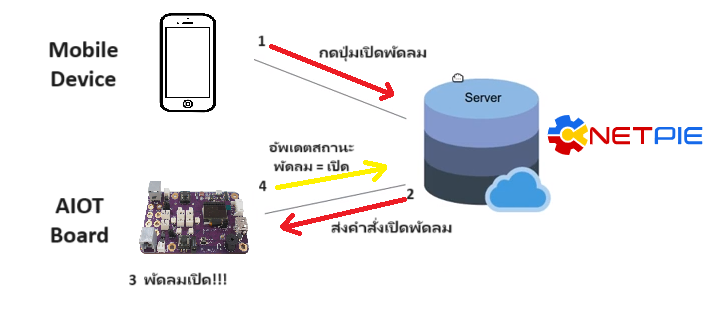 Mobile
Device
1
กดปุ่มเปิดพัดลม
Server
NETPIE
อัพเดตสถานะ
พัดลม = เปิด
4
2
AIOT
Board
ส่งคำสั่งเปิดพัดลม
3 พัดลมเปิด!!!